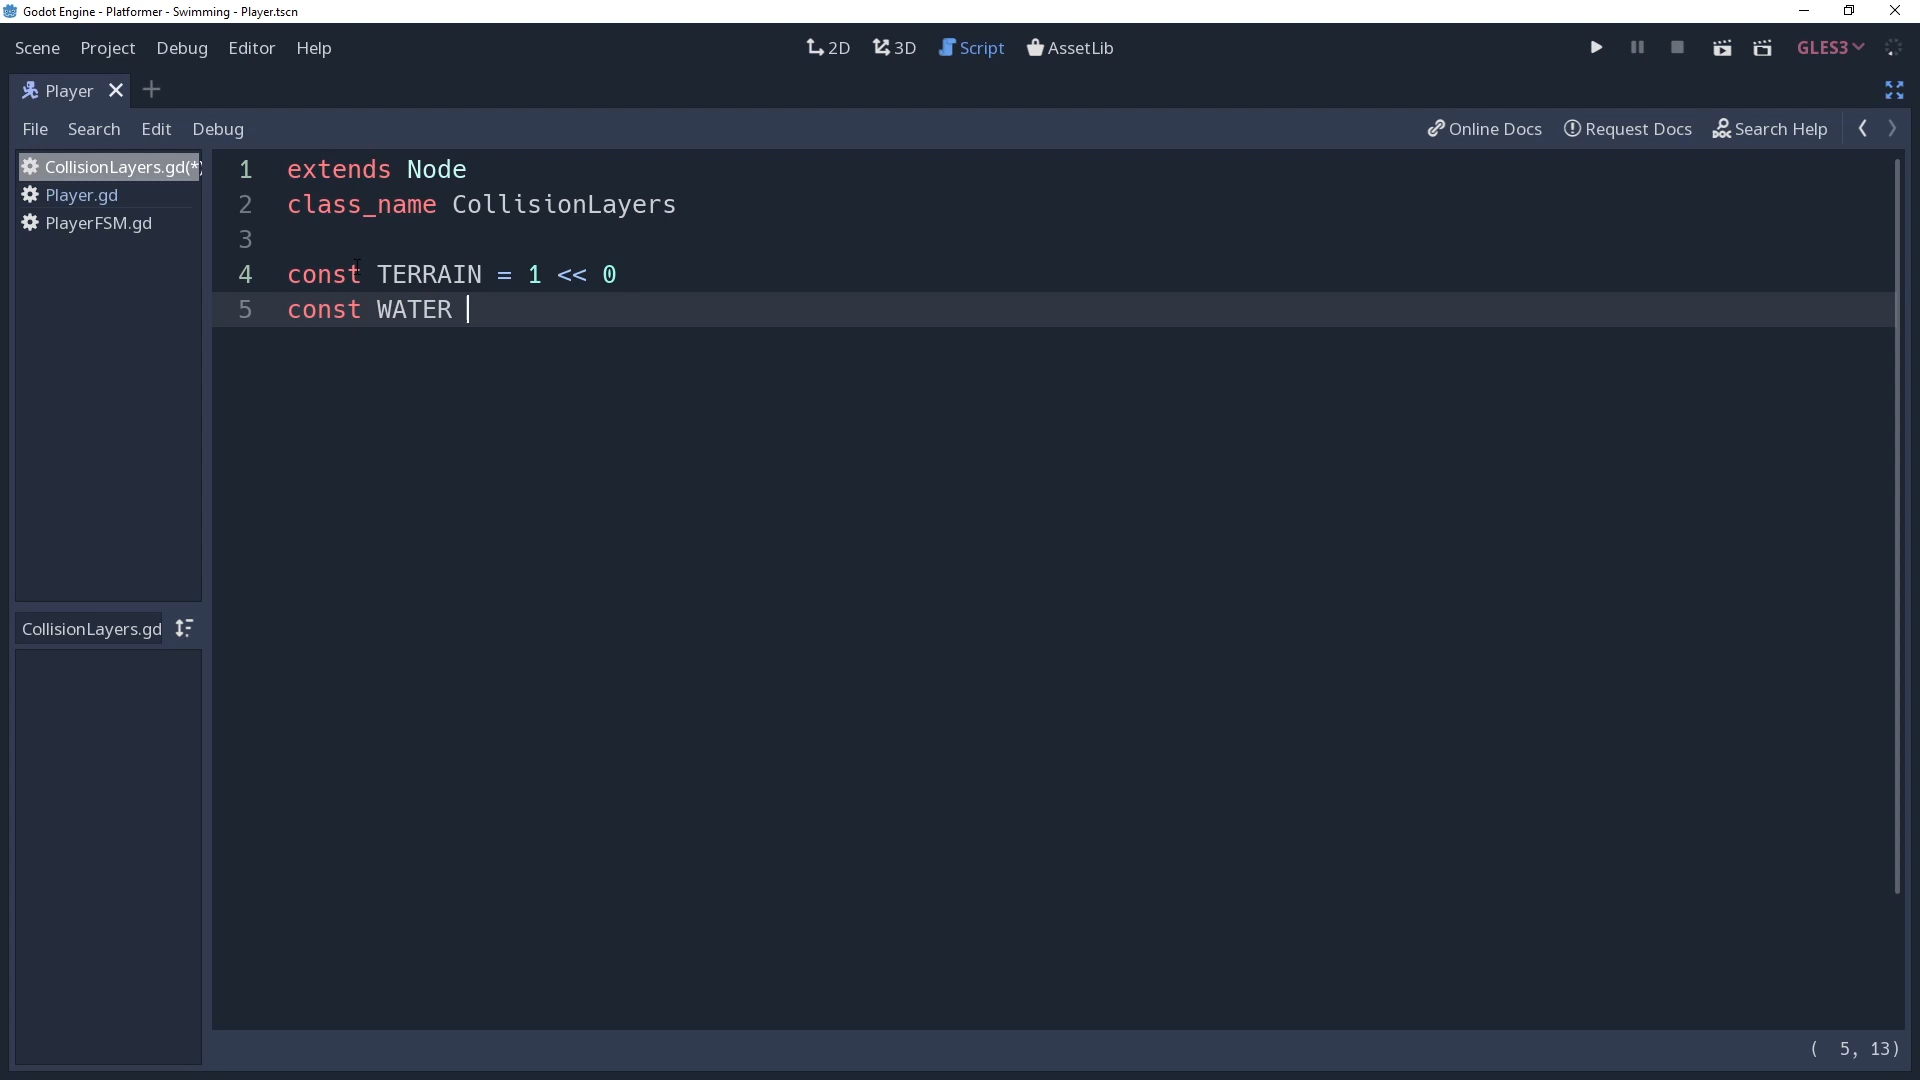 Godot Engine - Platformer - Swimming - Player.tscn
Scene Project Debug Editor Help 2D 3D Script AssetLib GLES3
Player
File Search Edit Debug Online Docs Request Docs Search Help
CollisionLayers.gd(*)
Player.gd
PlayerFSM.gd
CollisionLayers.gd
1 extends Node
2 class_name CollisionLayers
3
4 const TERRAIN = 1 << 0
5 const WATER
( 5, 13)